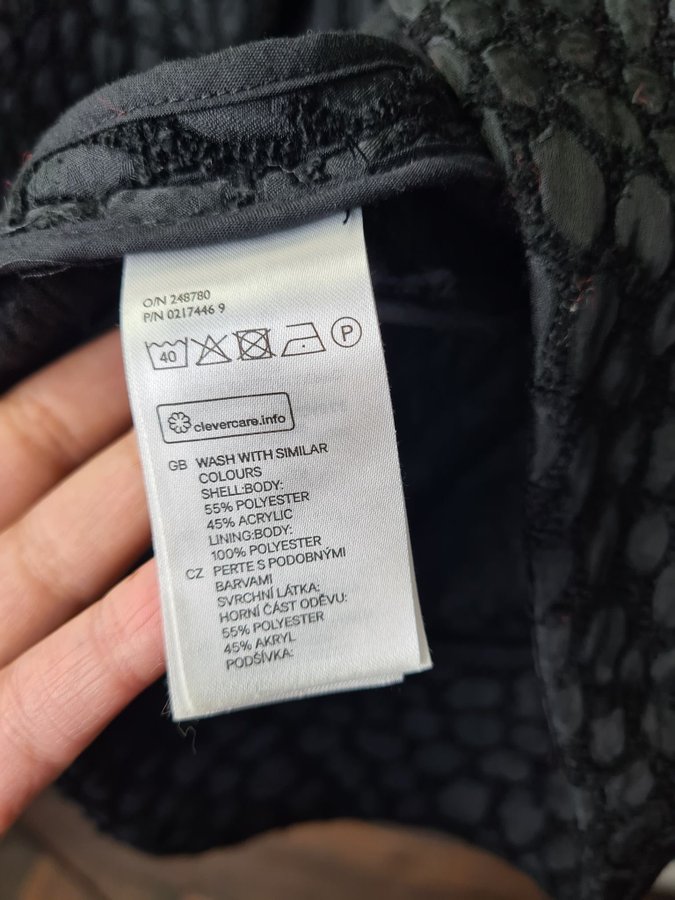 O/N 248780
P/N 0217446 9
40 P
clevercare.info
GB WASH WITH SIMILAR
COLOURS
SHELL:BODY:
55% POLYESTER
45% ACRYLIC
LINING:BODY:
100% POLYESTER
CZ PERTE S PODOBNÝMI
BARVAMI
SVRCHNÍ LÁTKA:
HORNÍ ČÁST ODĚVU:
55% POLYESTER
45% AKRYL
PODŠÍVKA: